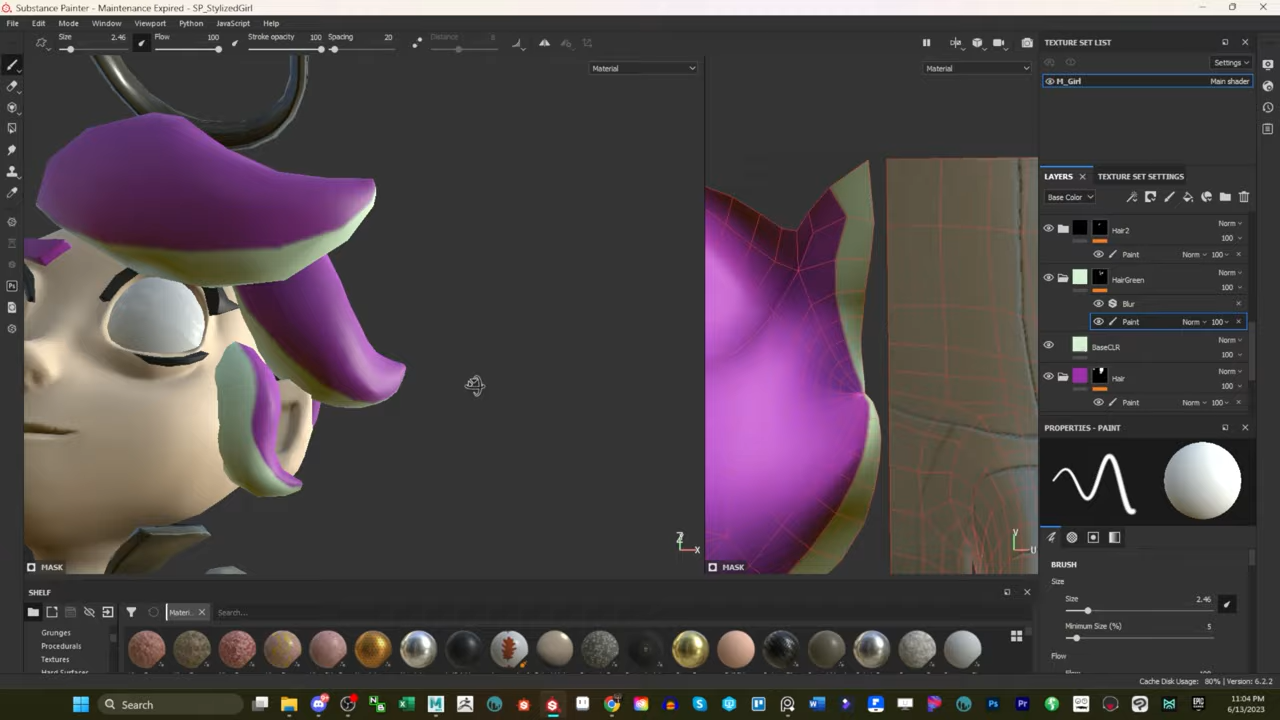 Substance Painter - Maintenance Expired - SP_StylizedGirl
File Edit Mode Window Viewport Python JavaScript Help
Size 2.46 Flow 100 Stroke opacity 100 Spacing 20 Distance
Material
Material
TEXTURE SET LIST
Settings
M_Girl Main shader
LAYERS TEXTURE SET SETTINGS
Base Color
Hair2 Norm
100
Paint Norm 100
HairGreen Norm
100
Blur
Paint Norm 100
BaseCLR Norm
100
Hair Norm
100
Paint Norm 100
PROPERTIES - PAINT
BRUSH
Size
Size 2.46
Minimum Size (%) 5
Flow
Z
X
y
U
MASK
MASK
SHELF
Materi... Search...
Grunges
Procedurals
Textures
Hard Surfaces
Cache Disk Usage: 80% | Version: 6.2.2
Search
11:04 PM
6/13/2023